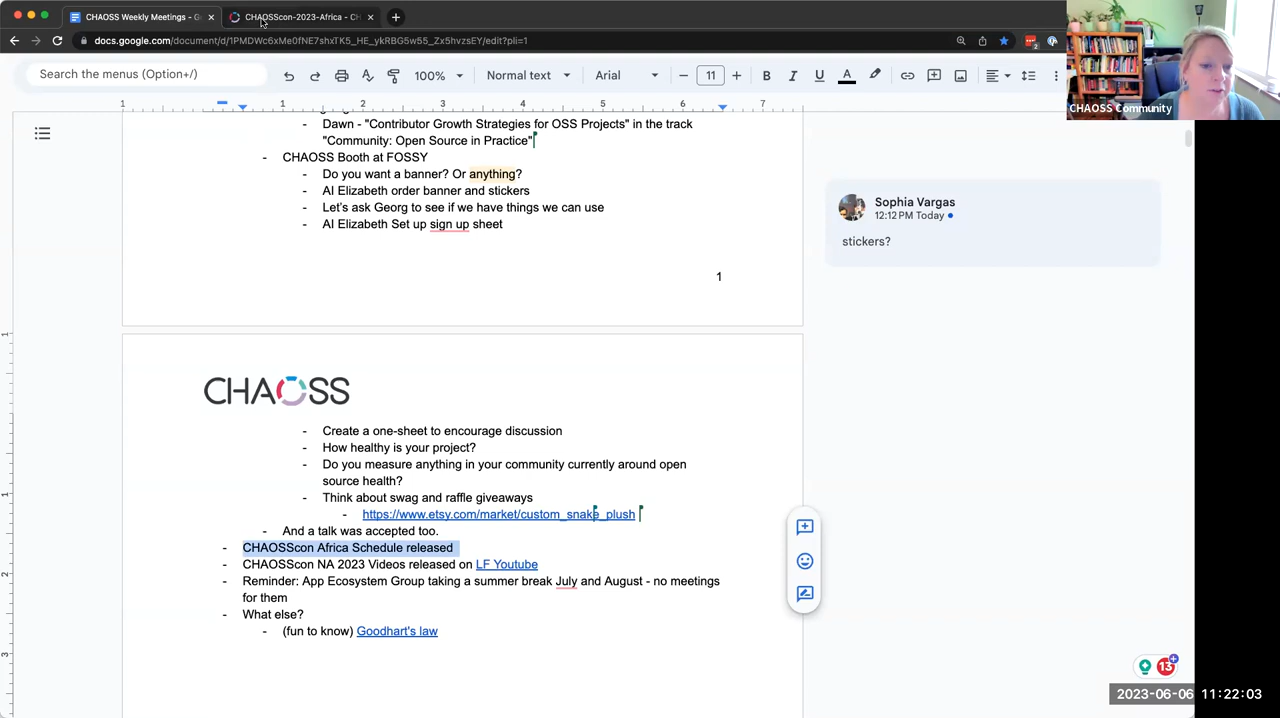 CHAOSS Weekly Meetings - G
CHAOSScon-2023-Africa - CH
docs.google.com/document/d/1PMDWc6xMe0fNE7shxTK5_HE_ykRBG5w55_Zx5hvzsEY/edit?pli=1
Search the menus (Option+/)
100%
Normal text
Arial
11
B
I
U
A
CHAOSS Community
1 1 2 3 4 5 6 7
Dawn - "Contributor Growth Strategies for OSS Projects" in the track
"Community: Open Source in Practice"
- CHAOSS Booth at FOSSY
- Do you want a banner? Or anything?
- AI Elizabeth order banner and stickers
- Let's ask Georg to see if we have things we can use
- AI Elizabeth Set up sign up sheet
1
Sophia Vargas
12:12 PM Today
stickers?
CHAOSS
- Create a one-sheet to encourage discussion
- How healthy is your project?
- Do you measure anything in your community currently around open
source health?
- Think about swag and raffle giveaways
- https://www.etsy.com/market/custom_snake_plush
- And a talk was accepted too.
- CHAOSScon Africa Schedule released
- CHAOSScon NA 2023 Videos released on LF Youtube
- Reminder: App Ecosystem Group taking a summer break July and August - no meetings
for them
- What else?
- (fun to know) Goodhart's law
1
1
2
3
13
2023-06-06 11:22:03